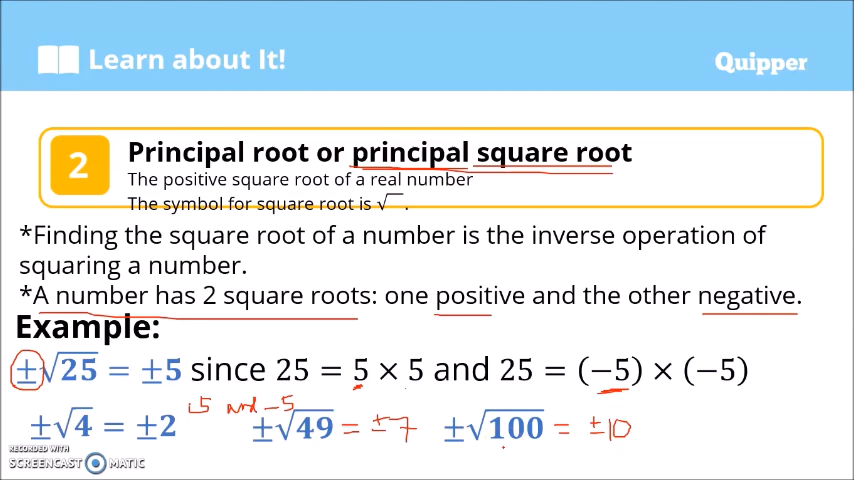 Learn about It!
Quipper
2
Principal root or principal square root
The positive square root of a real number
The symbol for square root is √ .
*Finding the square root of a number is the inverse operation of
squaring a number.
*A number has 2 square roots: one positive and the other negative.
Example:
±√25 = ±5 since 25 = 5 × 5 and 25 = (−5) × (−5)
5 and −5
±√4 = ±2 ±√49 = ±7 ±√100 = ±10
RECORDED WITH
SCREENCAST MATIC